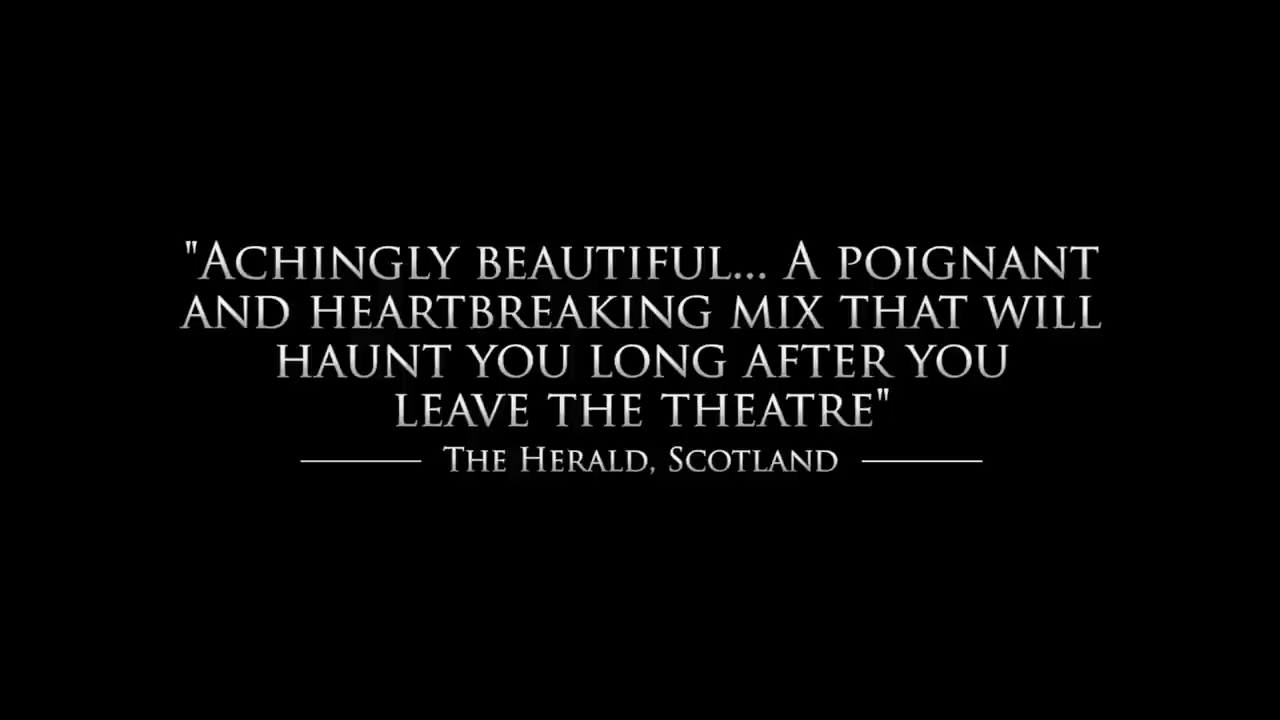 "Achingly beautiful... A poignant
and heartbreaking mix that will
haunt you long after you
leave the theatre"
The Herald, Scotland